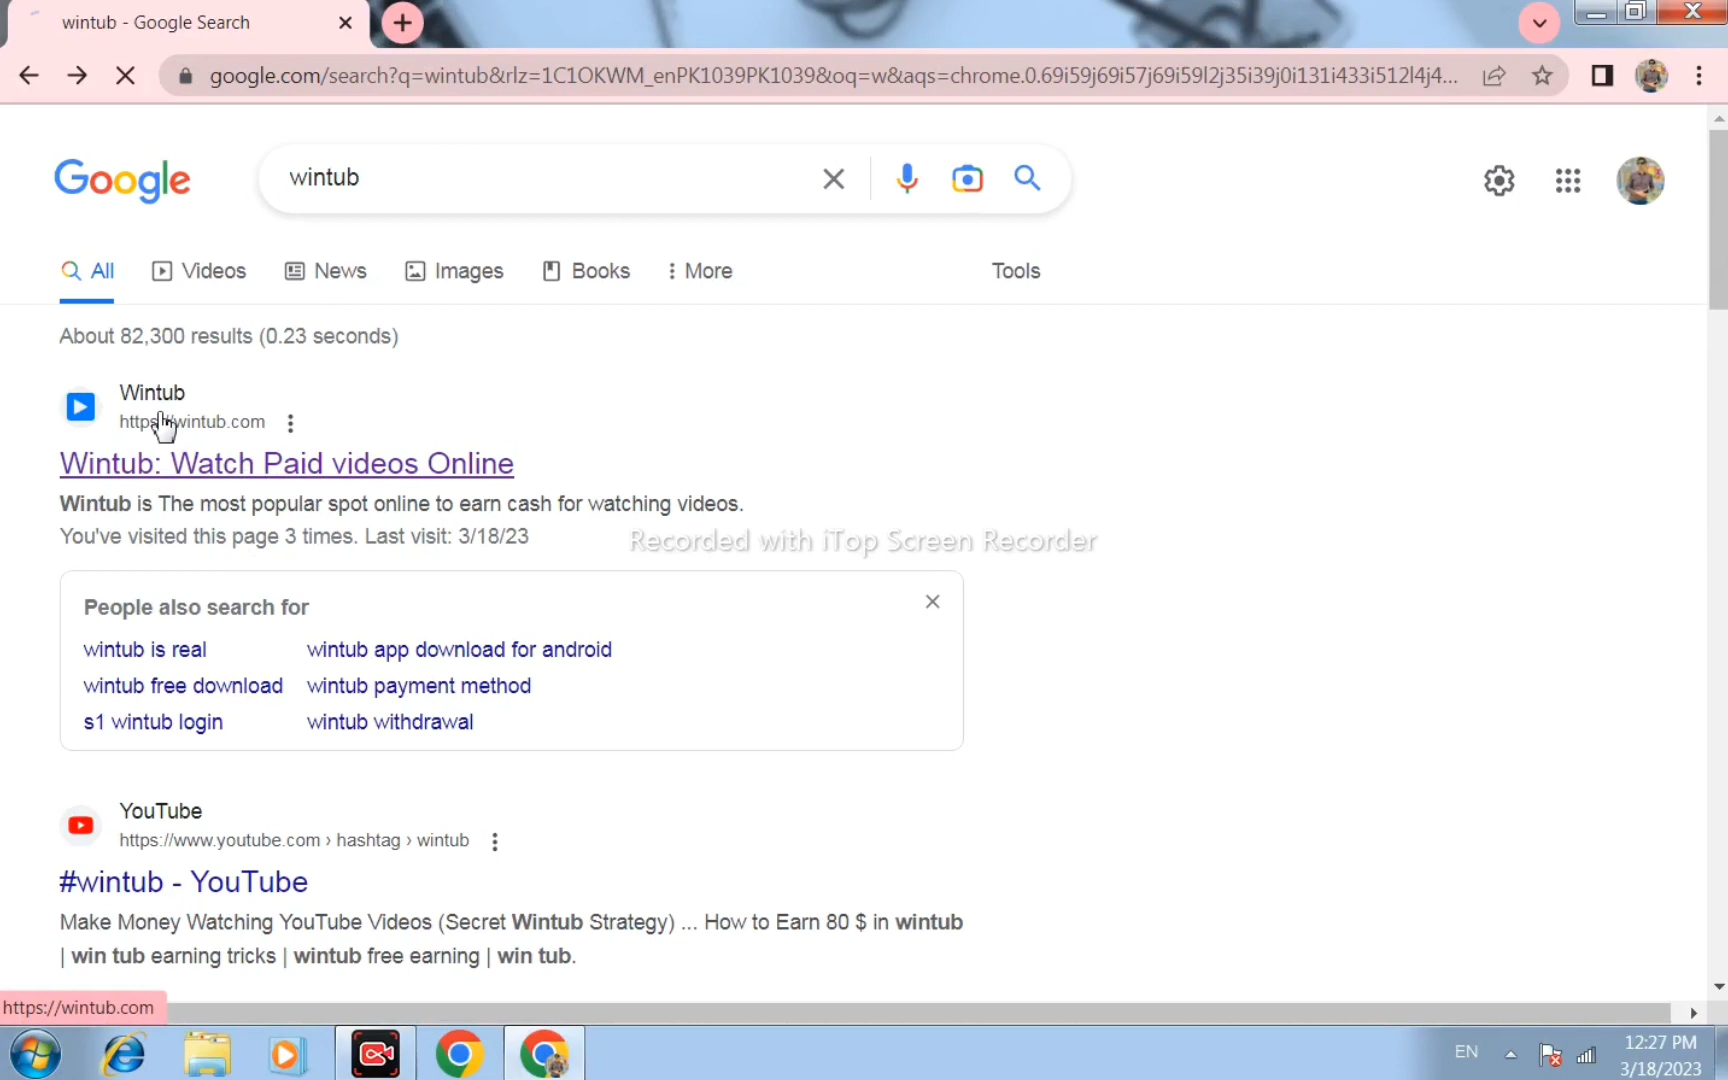 wintub - Google Search
google.com/search?q=wintub&rlz=1C1OKWM_enPK1039PK1039&oq=w&aqs=chrome.0.69i59j69i57j69i59l2j35i39j0i131i433i512l4j4...
Google
wintub
All Videos News Images Books More Tools
About 82,300 results (0.23 seconds)
Wintub
https://wintub.com
Wintub: Watch Paid videos Online
Wintub is The most popular spot online to earn cash for watching videos.
You've visited this page 3 times. Last visit: 3/18/23
Recorded with iTop Screen Recorder
People also search for
wintub is real wintub app download for android
wintub free download wintub payment method
s1 wintub login wintub withdrawal
YouTube
https://www.youtube.com › hashtag › wintub
#wintub - YouTube
Make Money Watching YouTube Videos (Secret Wintub Strategy) ... How to Earn 80 $ in wintub
| win tub earning tricks | wintub free earning | win tub.
https://wintub.com
EN
12:27 PM
3/18/2023